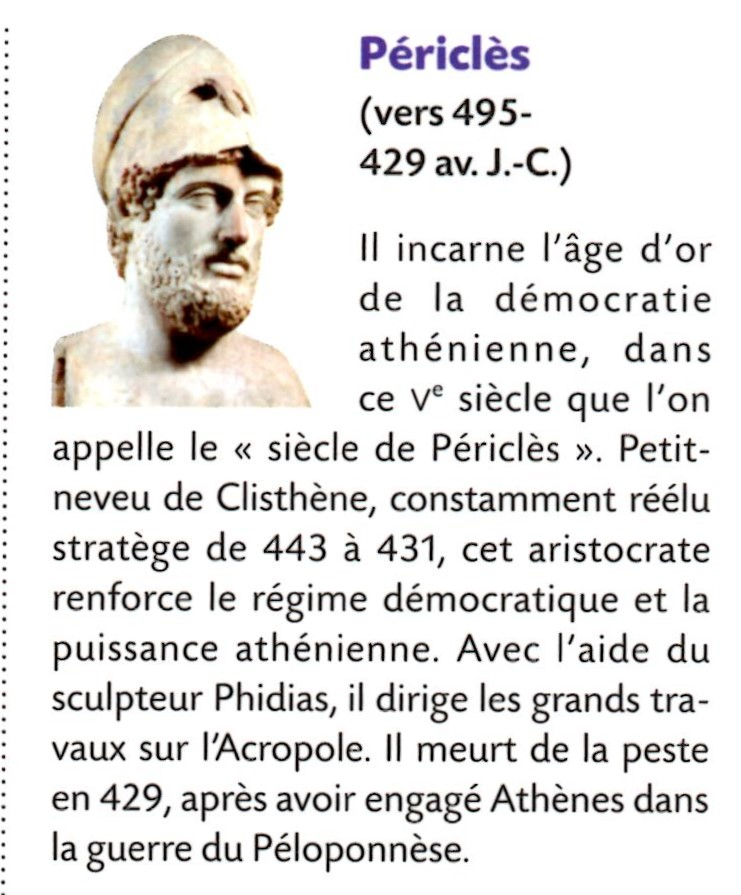 Périclès
(vers 495-
429 av. J.-C.)
Il incarne l'âge d'or
de la démocratie
athénienne, dans
ce Vᵉ siècle que l'on
appelle le « siècle de Périclès ». Petit-
neveu de Clisthène, constamment réélu
stratège de 443 à 431, cet aristocrate
renforce le régime démocratique et la
puissance athénienne. Avec l'aide du
sculpteur Phidias, il dirige les grands tra-
vaux sur l'Acropole. Il meurt de la peste
en 429, après avoir engagé Athènes dans
la guerre du Péloponnèse.